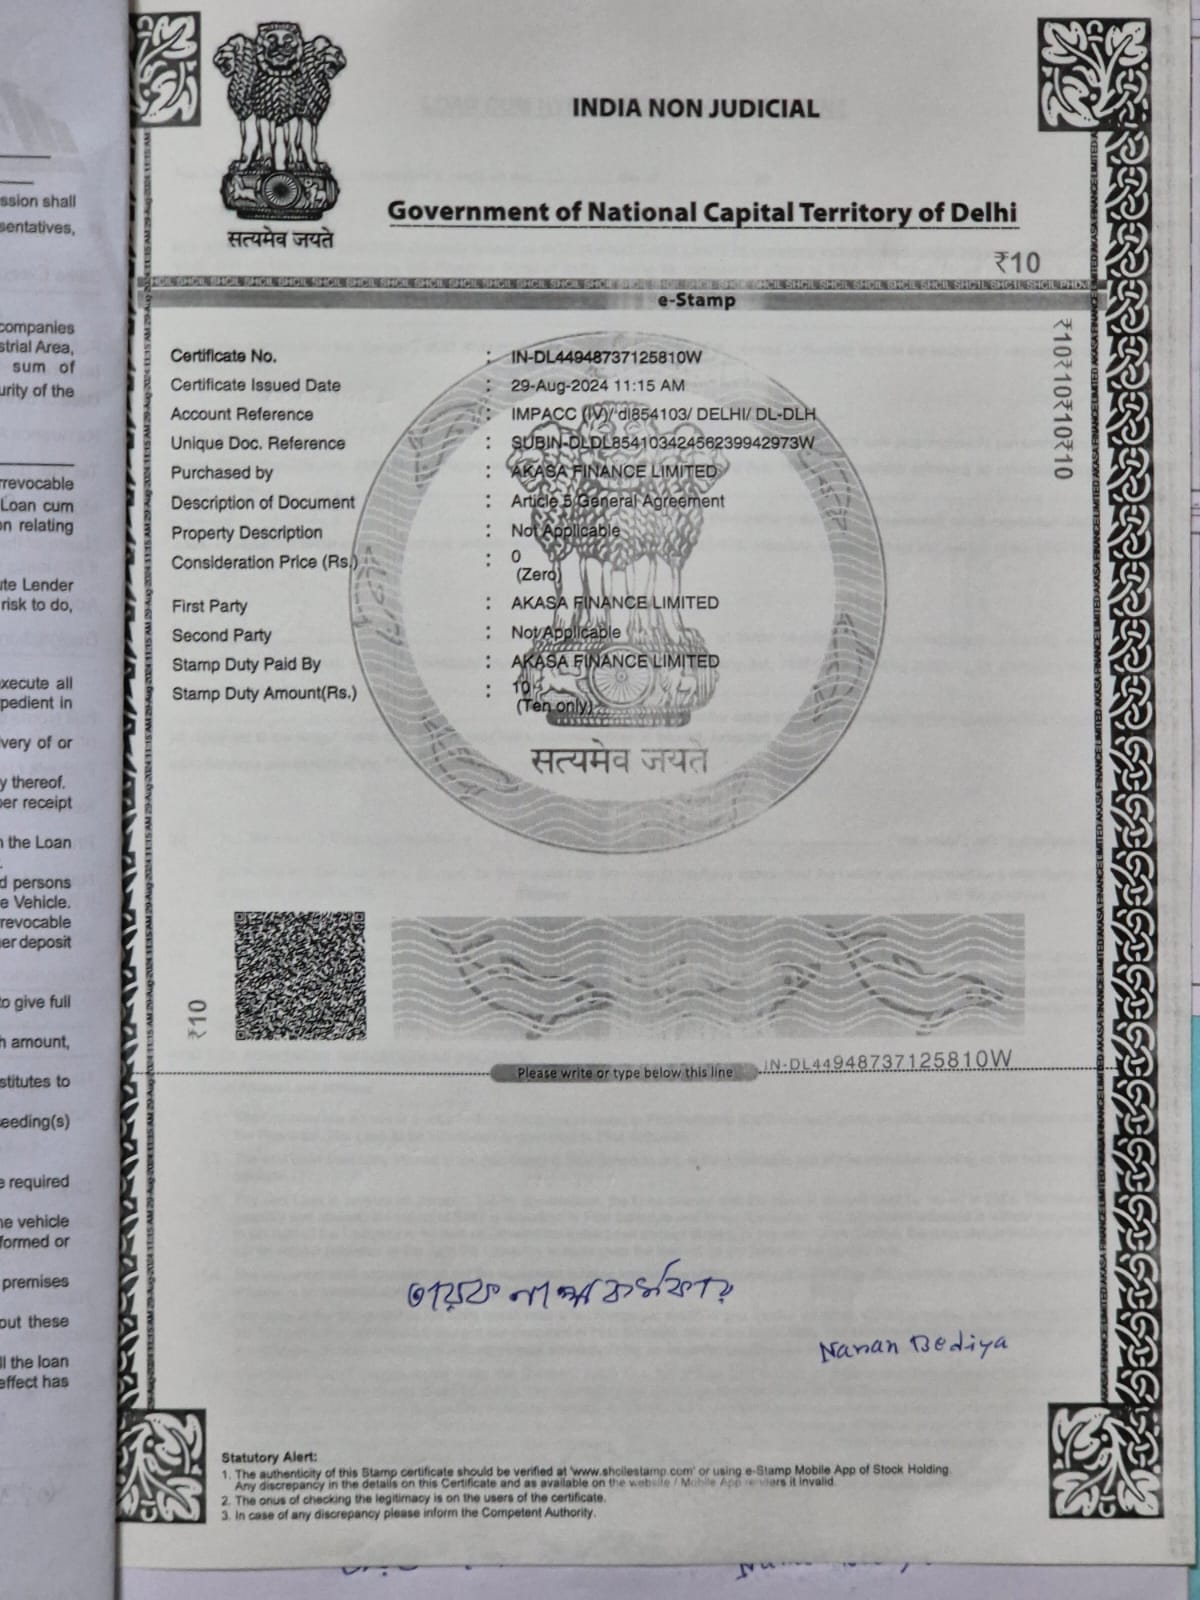 ssion shall
sentatives,
companies
strial Area,
sum of
urity of the
rrevocable
Loan cum
on relating
ute Lender
risk to do,
execute all
pedient in
very of or
y thereof.
per receipt
n the Loan
d persons
e Vehicle.
revocable
er deposit
to give full
h amount,
stitutes to
eeding(s)
e required
ne vehicle
formed or
premises
out these
ll the loan
effect has
सत्यमेव जयते
INDIA NON JUDICIAL
Government of National Capital Territory of Delhi
₹10
e-Stamp
Certificate No. : IN-DL44948737125810W
Certificate Issued Date : 29-Aug-2024 11:15 AM
Account Reference : IMPACC (IV)/ dl854103/ DELHI/ DL-DLH
Unique Doc. Reference : SUBIN-DLDL85410342456239942973W
Purchased by : AKASA FINANCE LIMITED
Description of Document : Article 5 General Agreement
Property Description : Not Applicable
Consideration Price (Rs.) : 0
(Zero)
First Party : AKASA FINANCE LIMITED
Second Party : Not Applicable
Stamp Duty Paid By : AKASA FINANCE LIMITED
Stamp Duty Amount(Rs.) : 10
(Ten only)
सत्यमेव जयते
₹10₹10₹10₹10
₹10
Please write or type below this line
IN-DL44948737125810W
কর্মকার
Nanan Bediya
Statutory Alert:
1. The authenticity of this Stamp certificate should be verified at 'www.shcilestamp.com' or using e-Stamp Mobile App of Stock Holding.
Any discrepancy in the details on this Certificate and as available on the website / Mobile App renders it invalid.
2. The onus of checking the legitimacy is on the users of the certificate.
3. In case of any discrepancy please inform the Competent Authority.